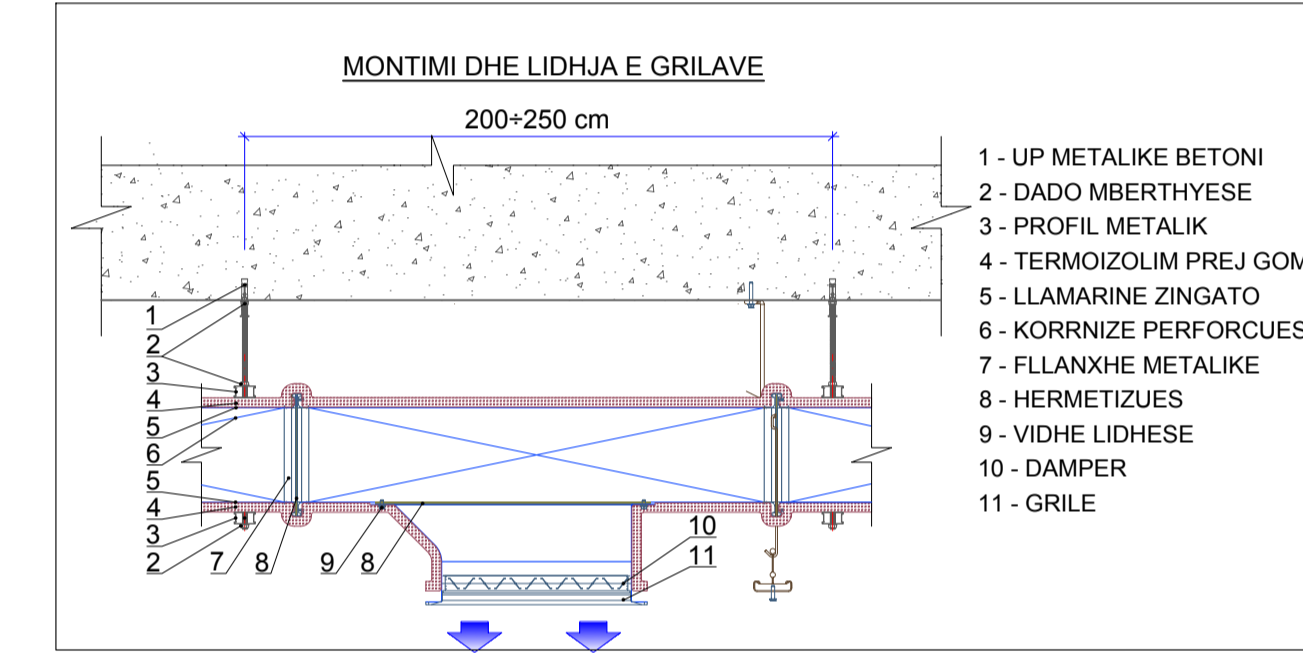 MONTIMI DHE LIDHJA E GRILAVE
200÷250 cm
1 - UP METALIKE BETONI
2 - DADO MBERTHYESE
3 - PROFIL METALIK
4 - TERMOIZOLIM PREJ
5 - LLAMARINE ZINGATO
6 - KORRNIZE
7 - FLLANXHE METALIKE
8 - HERMETIZUES
9 - VIDHE LIDHESE
10 - DAMPER
11 - GRILE
1
2
3
4
5
6
5
4
3
2
7
8
9
8
10
11